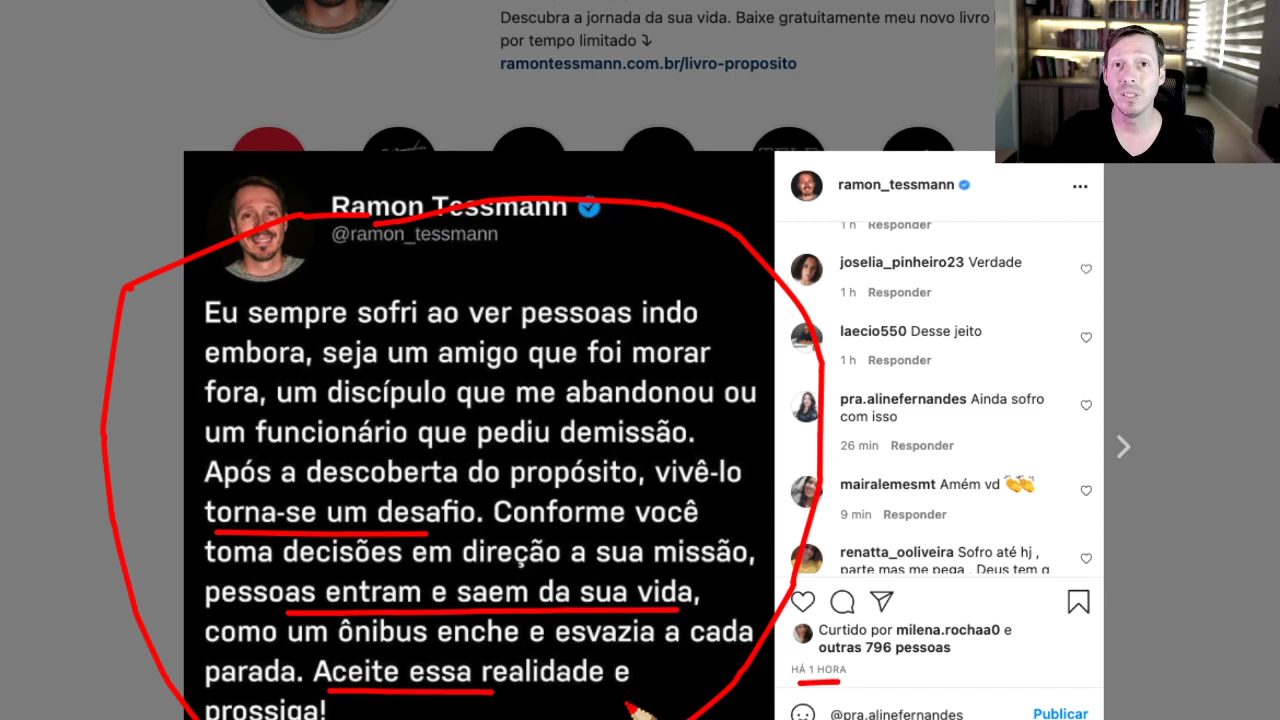 Descubra a jornada da sua vida. Baixe gratuitamente meu novo livro
por tempo limitado ⤵
ramontessmann.com.br/livro-proposito
Ramon Tessmann
@ramon_tessmann
Eu sempre sofri ao ver pessoas indo
embora, seja um amigo que foi morar
fora, um discípulo que me abandonou ou
um funcionário que pediu demissão.
Após a descoberta do propósito, vivê-lo
torna-se um desafio. Conforme você
toma decisões em direção a sua missão,
pessoas entram e saem da sua vida,
como um ônibus enche e esvazia a cada
parada. Aceite essa realidade e
prossiga!
ramon_tessmann
1 h Responder
joselia_pinheiro23 Verdade
1 h Responder
laecio550 Desse jeito
1 h Responder
pra.alinefernandes Ainda sofro
com isso
26 min Responder
mairalemesmt Amém vd 👏👏
9 min Responder
renatta_ooliveira Sofro até hj ,
parte mas me pega . Deus tem q
Curtido por milena.rochaa0 e
outras 796 pessoas
HÁ 1 HORA
@pra.alinefernandes
Publicar